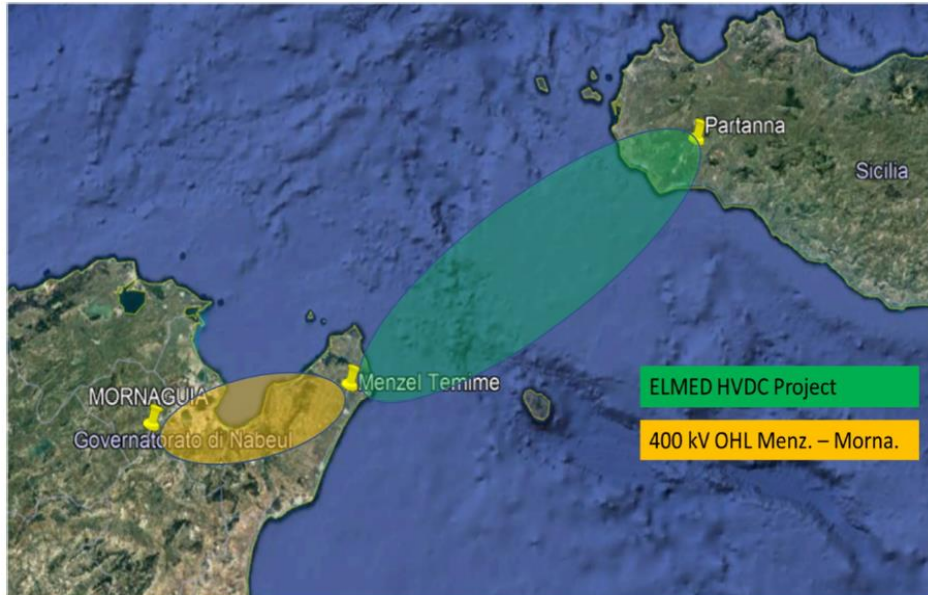 Partanna
Sicilia
Menzel Temime
MORNAGUIA
Governatorato di Nabeul
ELMED HVDC Project
400 kV OHL Menz. – Morna.